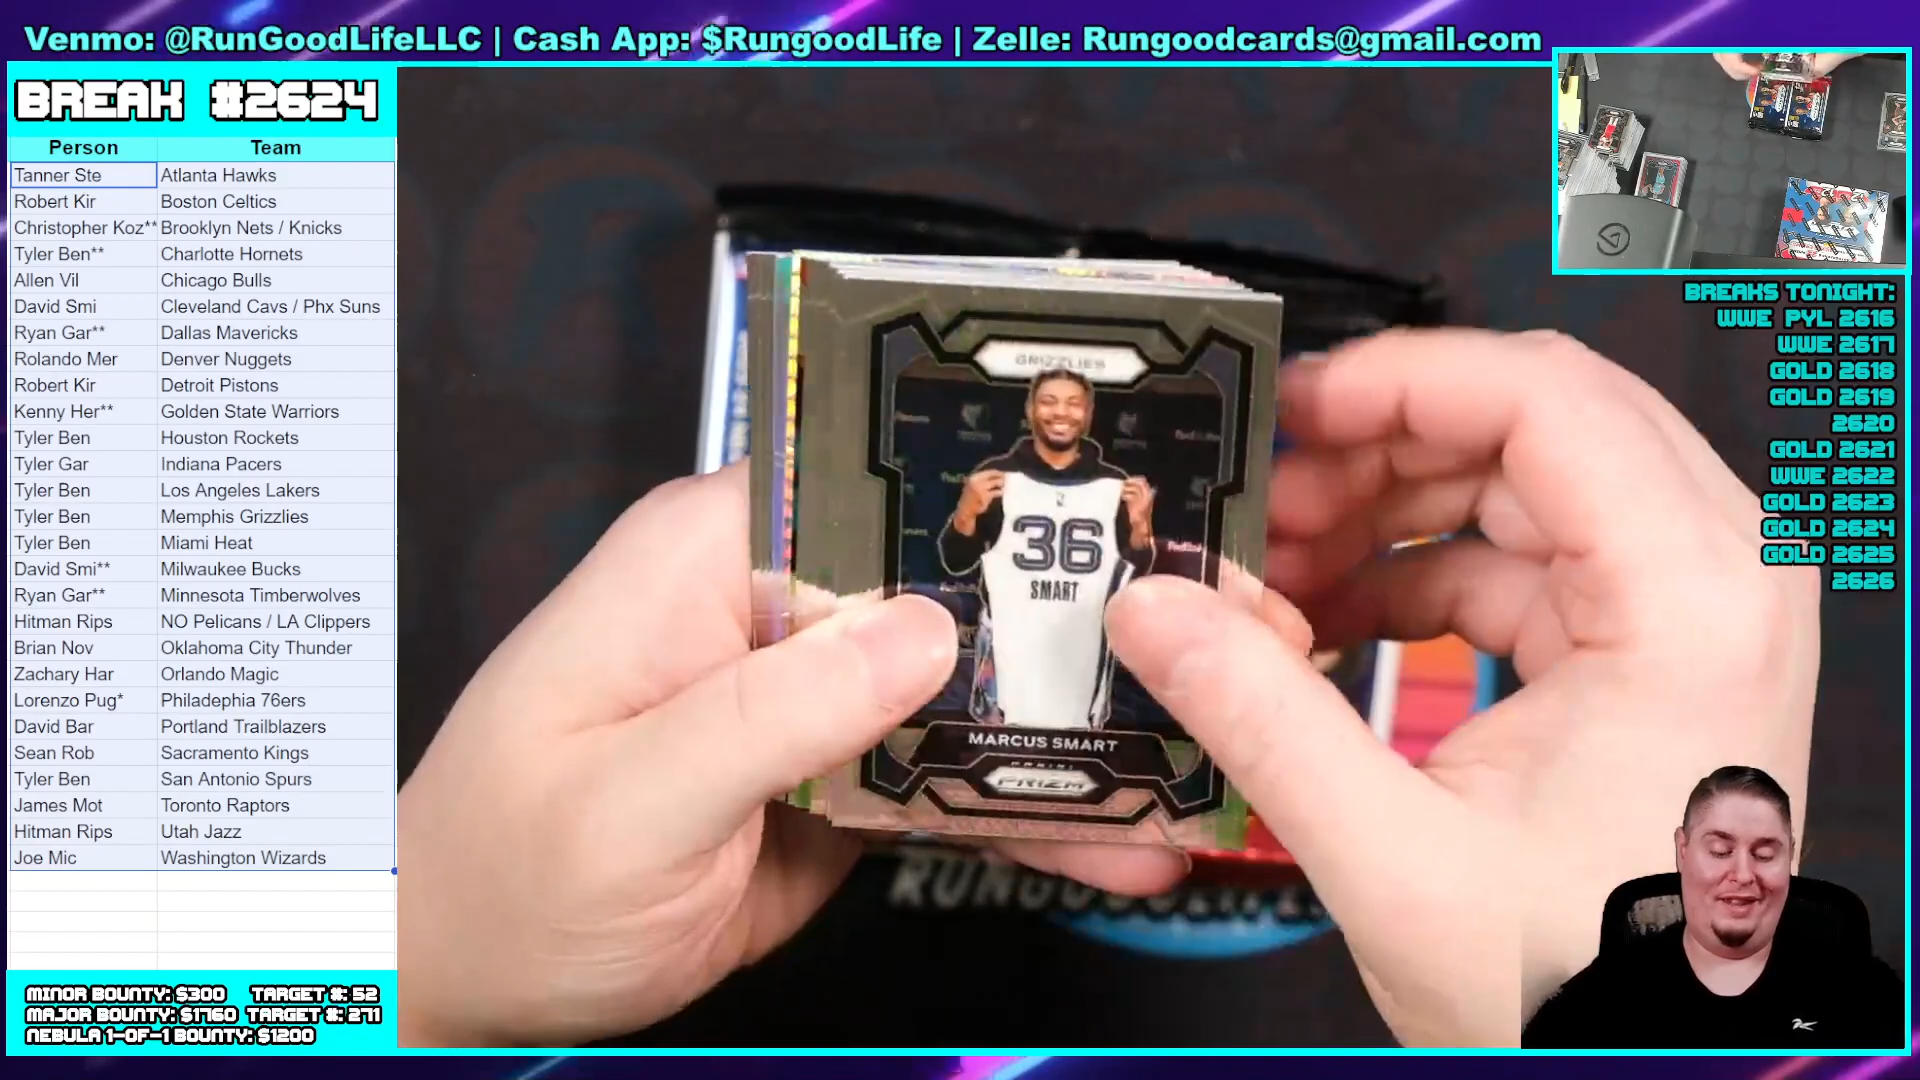 Venmo: @RunGoodLifeLLC | Cash App: $RungoodLife | Zelle: Rungoodcards@gmail.com
BREAK #2624
Person Team
Tanner Ste Atlanta Hawks
Robert Kir Boston Celtics
Christopher Koz** Brooklyn Nets / Knicks
Tyler Ben** Charlotte Hornets
Allen Vil Chicago Bulls
David Smi Cleveland Cavs / Phx Suns
Ryan Gar** Dallas Mavericks
Rolando Mer Denver Nuggets
Robert Kir Detroit Pistons
Kenny Her** Golden State Warriors
Tyler Ben Houston Rockets
Tyler Gar Indiana Pacers
Tyler Ben Los Angeles Lakers
Tyler Ben Memphis Grizzlies
Tyler Ben Miami Heat
David Smi** Milwaukee Bucks
Ryan Gar** Minnesota Timberwolves
Hitman Rips NO Pelicans / LA Clippers
Brian Nov Oklahoma City Thunder
Zachary Har Orlando Magic
Lorenzo Pug* Philadephia 76ers
David Bar Portland Trailblazers
Sean Rob Sacramento Kings
Tyler Ben San Antonio Spurs
James Mot Toronto Raptors
Hitman Rips Utah Jazz
Joe Mic Washington Wizards
MINOR BOUNTY: $300 TARGET #: 52
MAJOR BOUNTY: $1760 TARGET #: 271
NEBULA 1-OF-1 BOUNTY: $1200
GRIZZLIES
36
SMART
MARCUS SMART
PANINI
PRIZM
BREAKS TONIGHT:
WWE PYL 2616
WWE 2617
GOLD 2618
GOLD 2619
2620
GOLD 2621
WWE 2622
GOLD 2623
GOLD 2624
GOLD 2625
2626